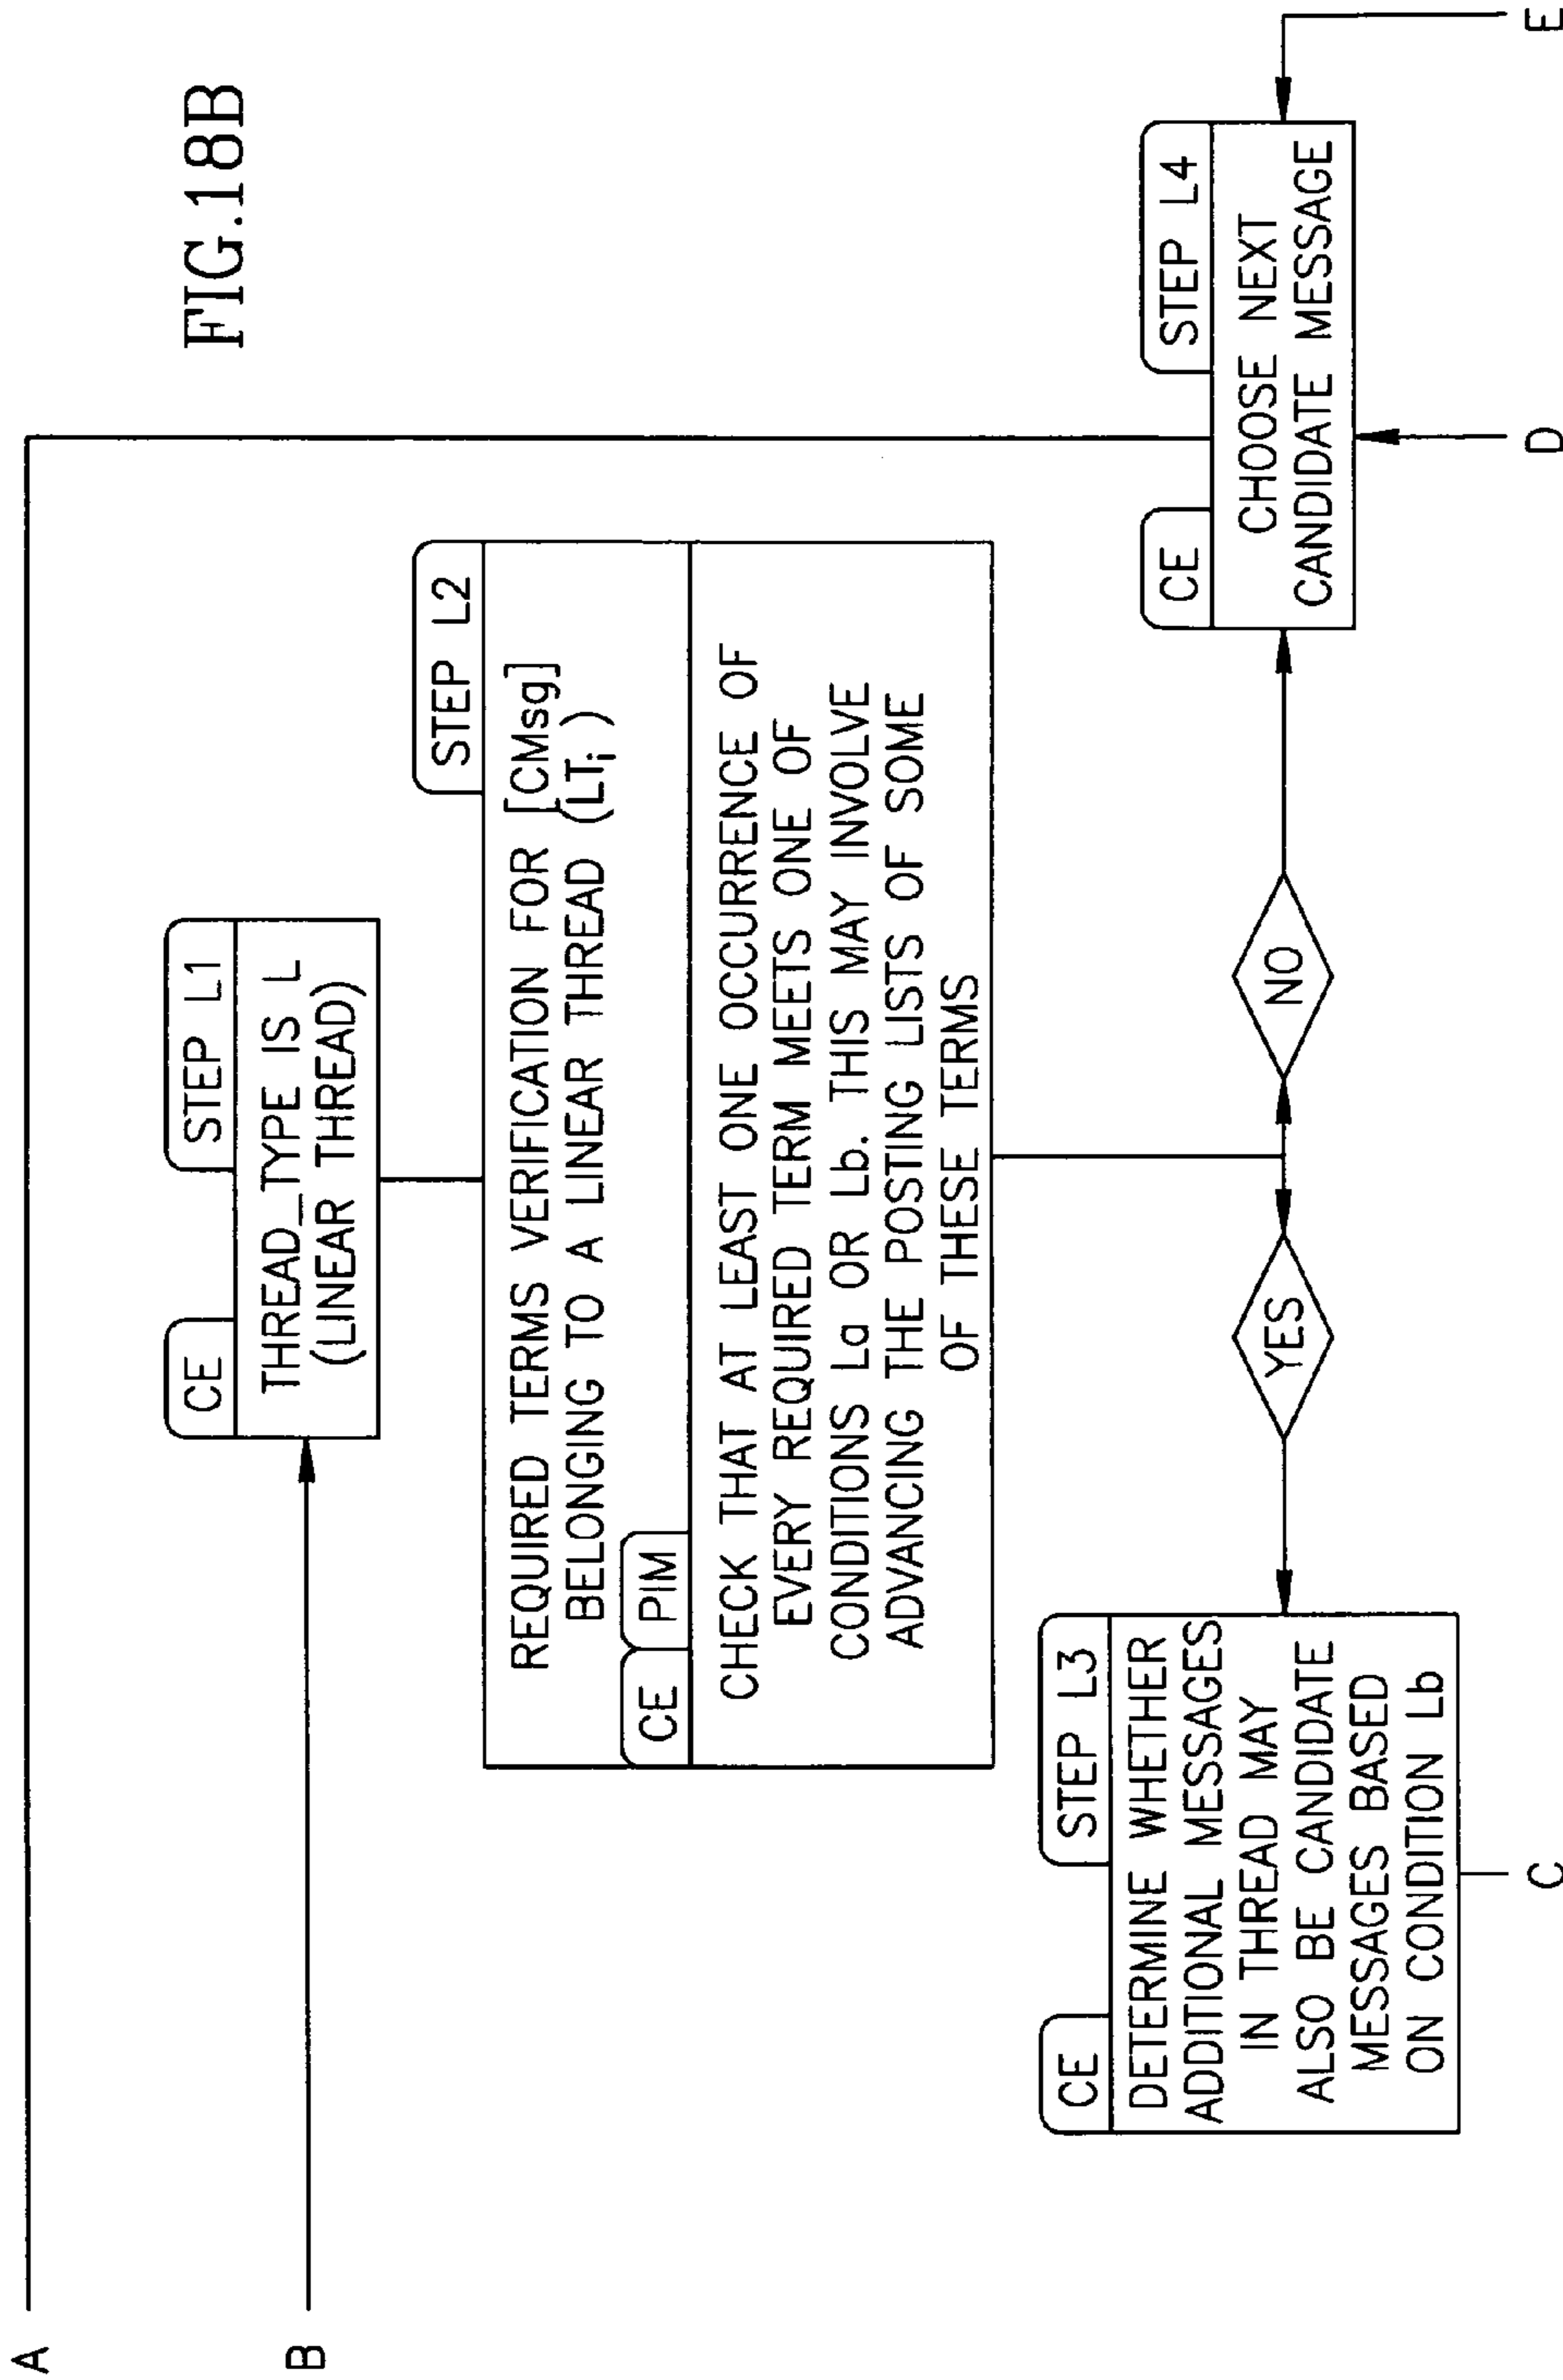 FIG.18B
A
B
CE
STEP L1
THREAD_TYPE IS L
(LINEAR THREAD)
STEP L2
REQUIRED TERMS VERIFICATION FOR [CMsg]
BELONGING TO A LINEAR THREAD (LTi)
CE
PIM
CHECK THAT AT LEAST ONE OCCURRENCE OF
EVERY REQUIRED TERM MEETS ONE OF
CONDITIONS La OR Lb. THIS MAY INVOLVE
ADVANCING THE POSTING LISTS OF SOME
OF THESE TERMS
YES
NO
CE
STEP L3
DETERMINE WHETHER
ADDITIONAL MESSAGES
IN THREAD MAY
ALSO BE CANDIDATE
MESSAGES BASED
ON CONDITION Lb
CE
STEP L4
CHOOSE NEXT
CANDIDATE MESSAGE
C
D
E